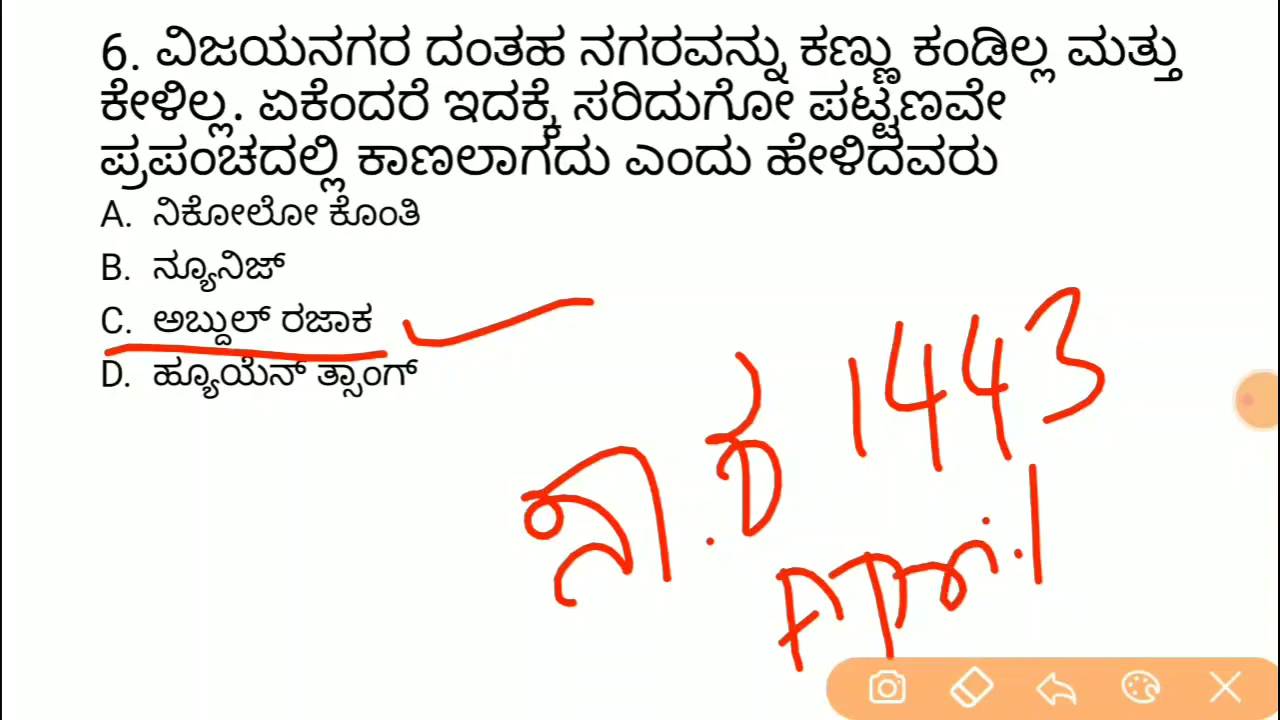 6. ವಿಜಯನಗರ ದಂತಹ ನಗರವನ್ನು ಕಣ್ಣು ಕಂಡಿಲ್ಲ ಮತ್ತು
ಕೇಳಿಲ್ಲ. ಏಕೆಂದರೆ ಇದಕ್ಕೆ ಸರಿದುಗೋ ಪಟ್ಟಣವೇ
ಪ್ರಪಂಚದಲ್ಲಿ ಕಾಣಲಾಗದು ಎಂದು ಹೇಳಿದವರು
A. ನಿಕೋಲೋ ಕೊಂತಿ
B. ನ್ಯೂನಿಜ್
C. ಅಬ್ದುಲ್ ರಜಾಕ
D. ಹ್ಯೂಯೆನ್ ತ್ಸಾಂಗ್
1443
April